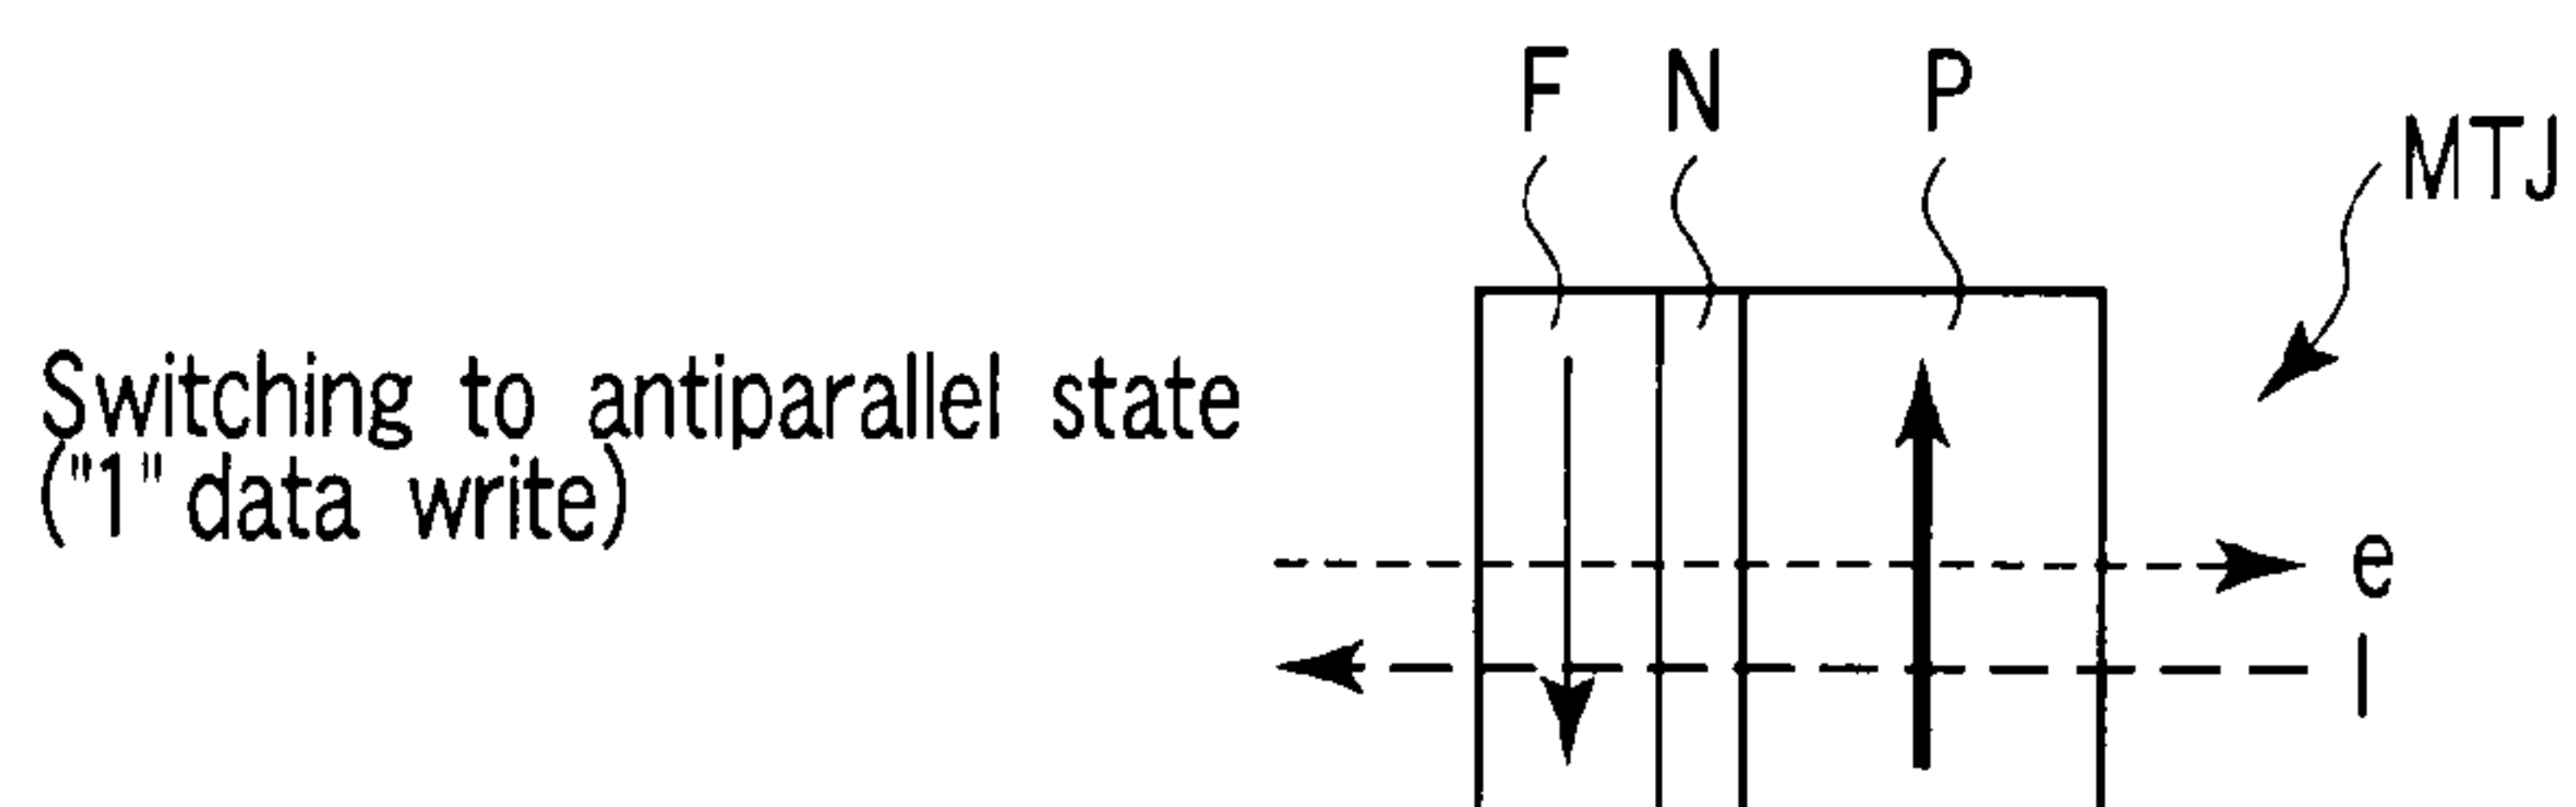 F N P
MTJ
Switching to antiparallel state
("1" data write)
e
I